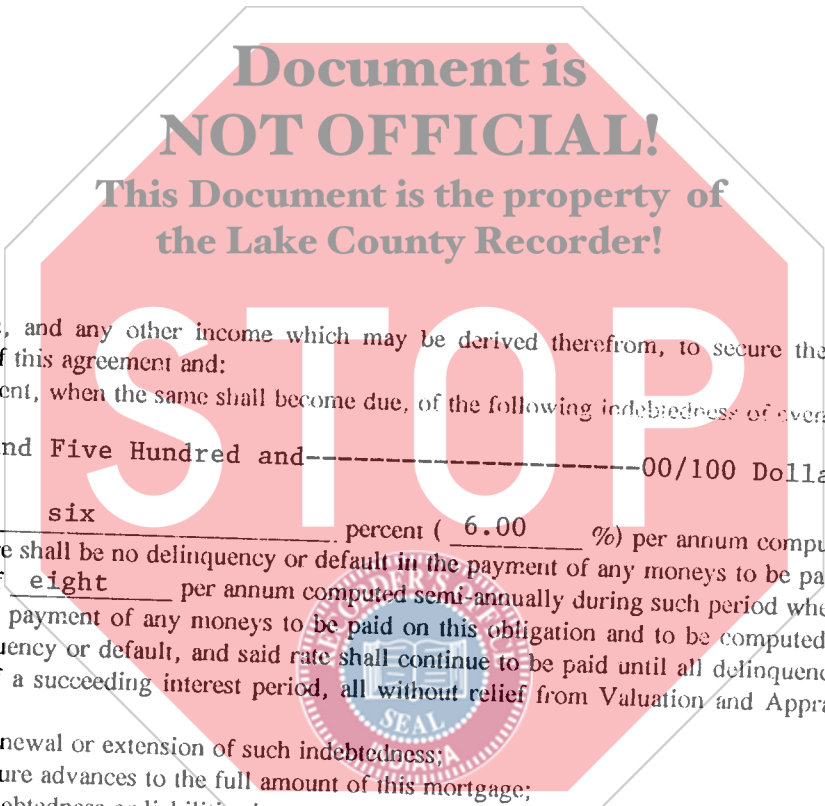 Document is
NOT OFFICIAL!
This Document is the property of
the Lake County Recorder!
STOP
, and any other income which may be derived therefrom, to secure the
f this agreement and:
ent, when the same shall become due, of the following indebtedness of even
nd Five Hundred and---------------------00/100 Dolla
six percent ( 6.00 %) per annum compu
re shall be no delinquency or default in the payment of any moneys to be pa
f eight per annum computed semi-annually during such period whe
payment of any moneys to be paid on this obligation and to be computed
uency or default, and said rate shall continue to be paid until all delinquenc
f a succeeding interest period, all without relief from Valuation and Appra
newal or extension of such indebtedness;
ure advances to the full amount of this mortgage;
SEAL